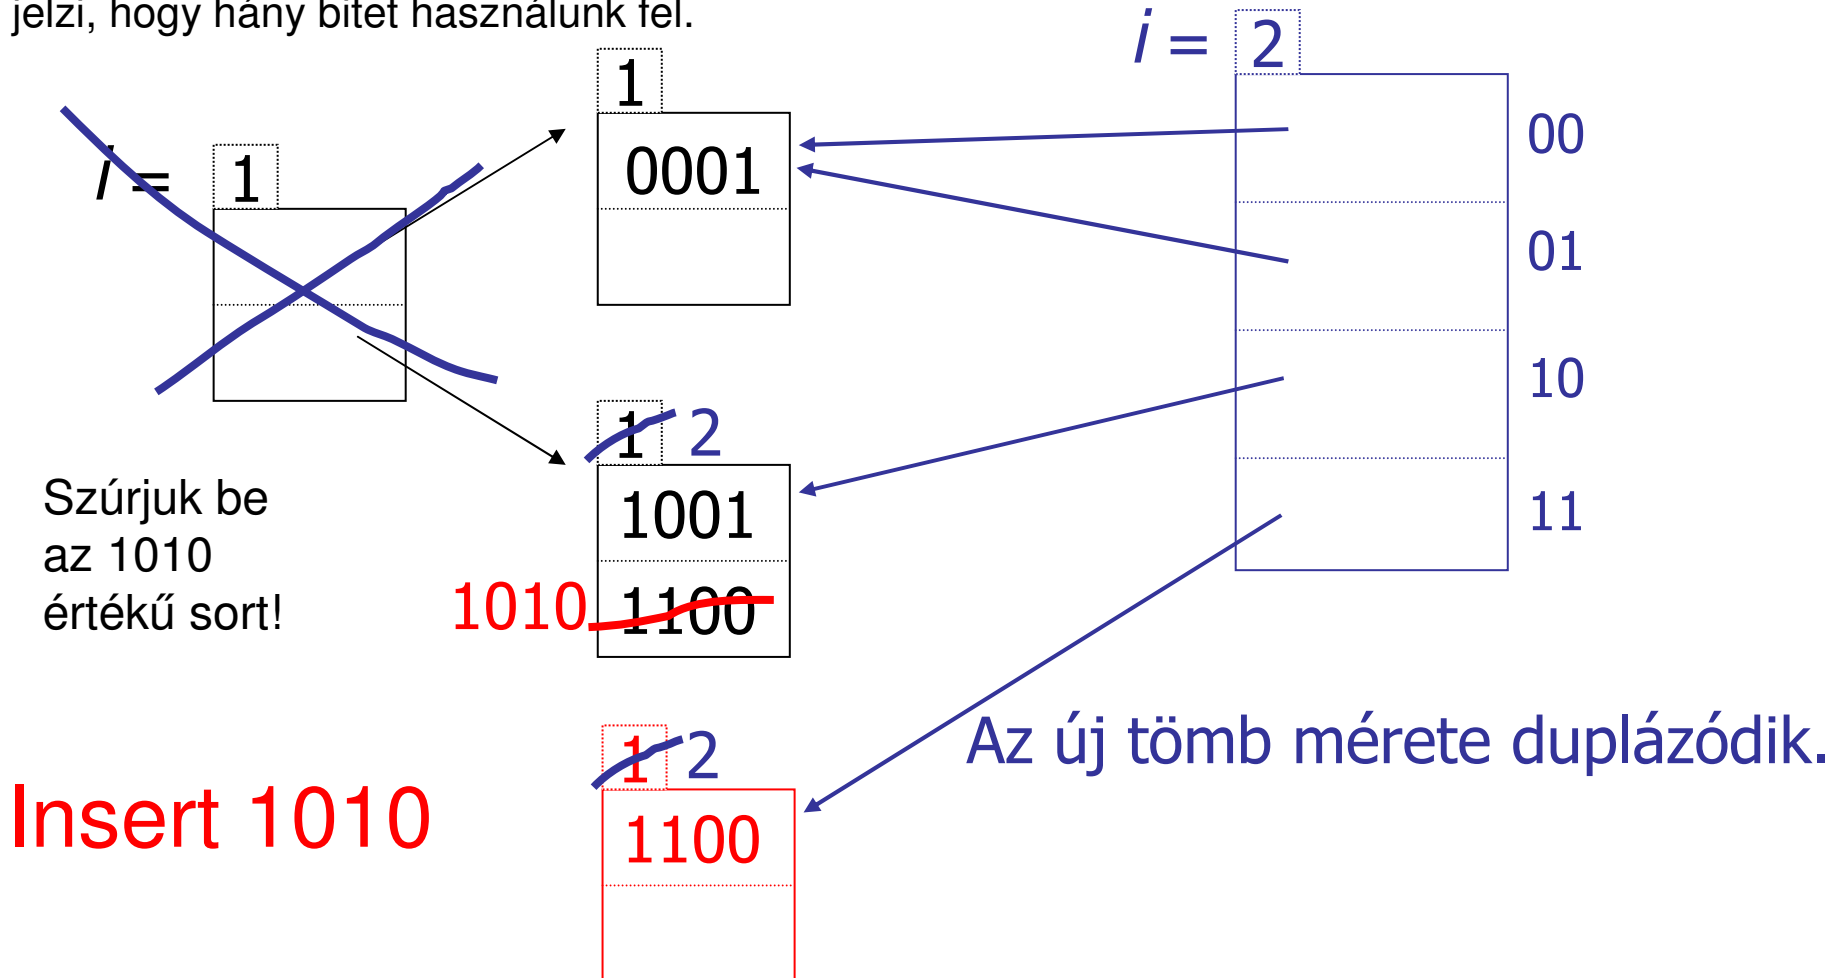 jelzi, hogy hány bitet használunk fel.
i = 2
1
00
i = 1
0001
01
10
1 2
Szúrjuk be
1001
11
az 1010
értékű sort!
1010 1100
1 2
Az új tömb mérete duplázódik.
Insert 1010
1100